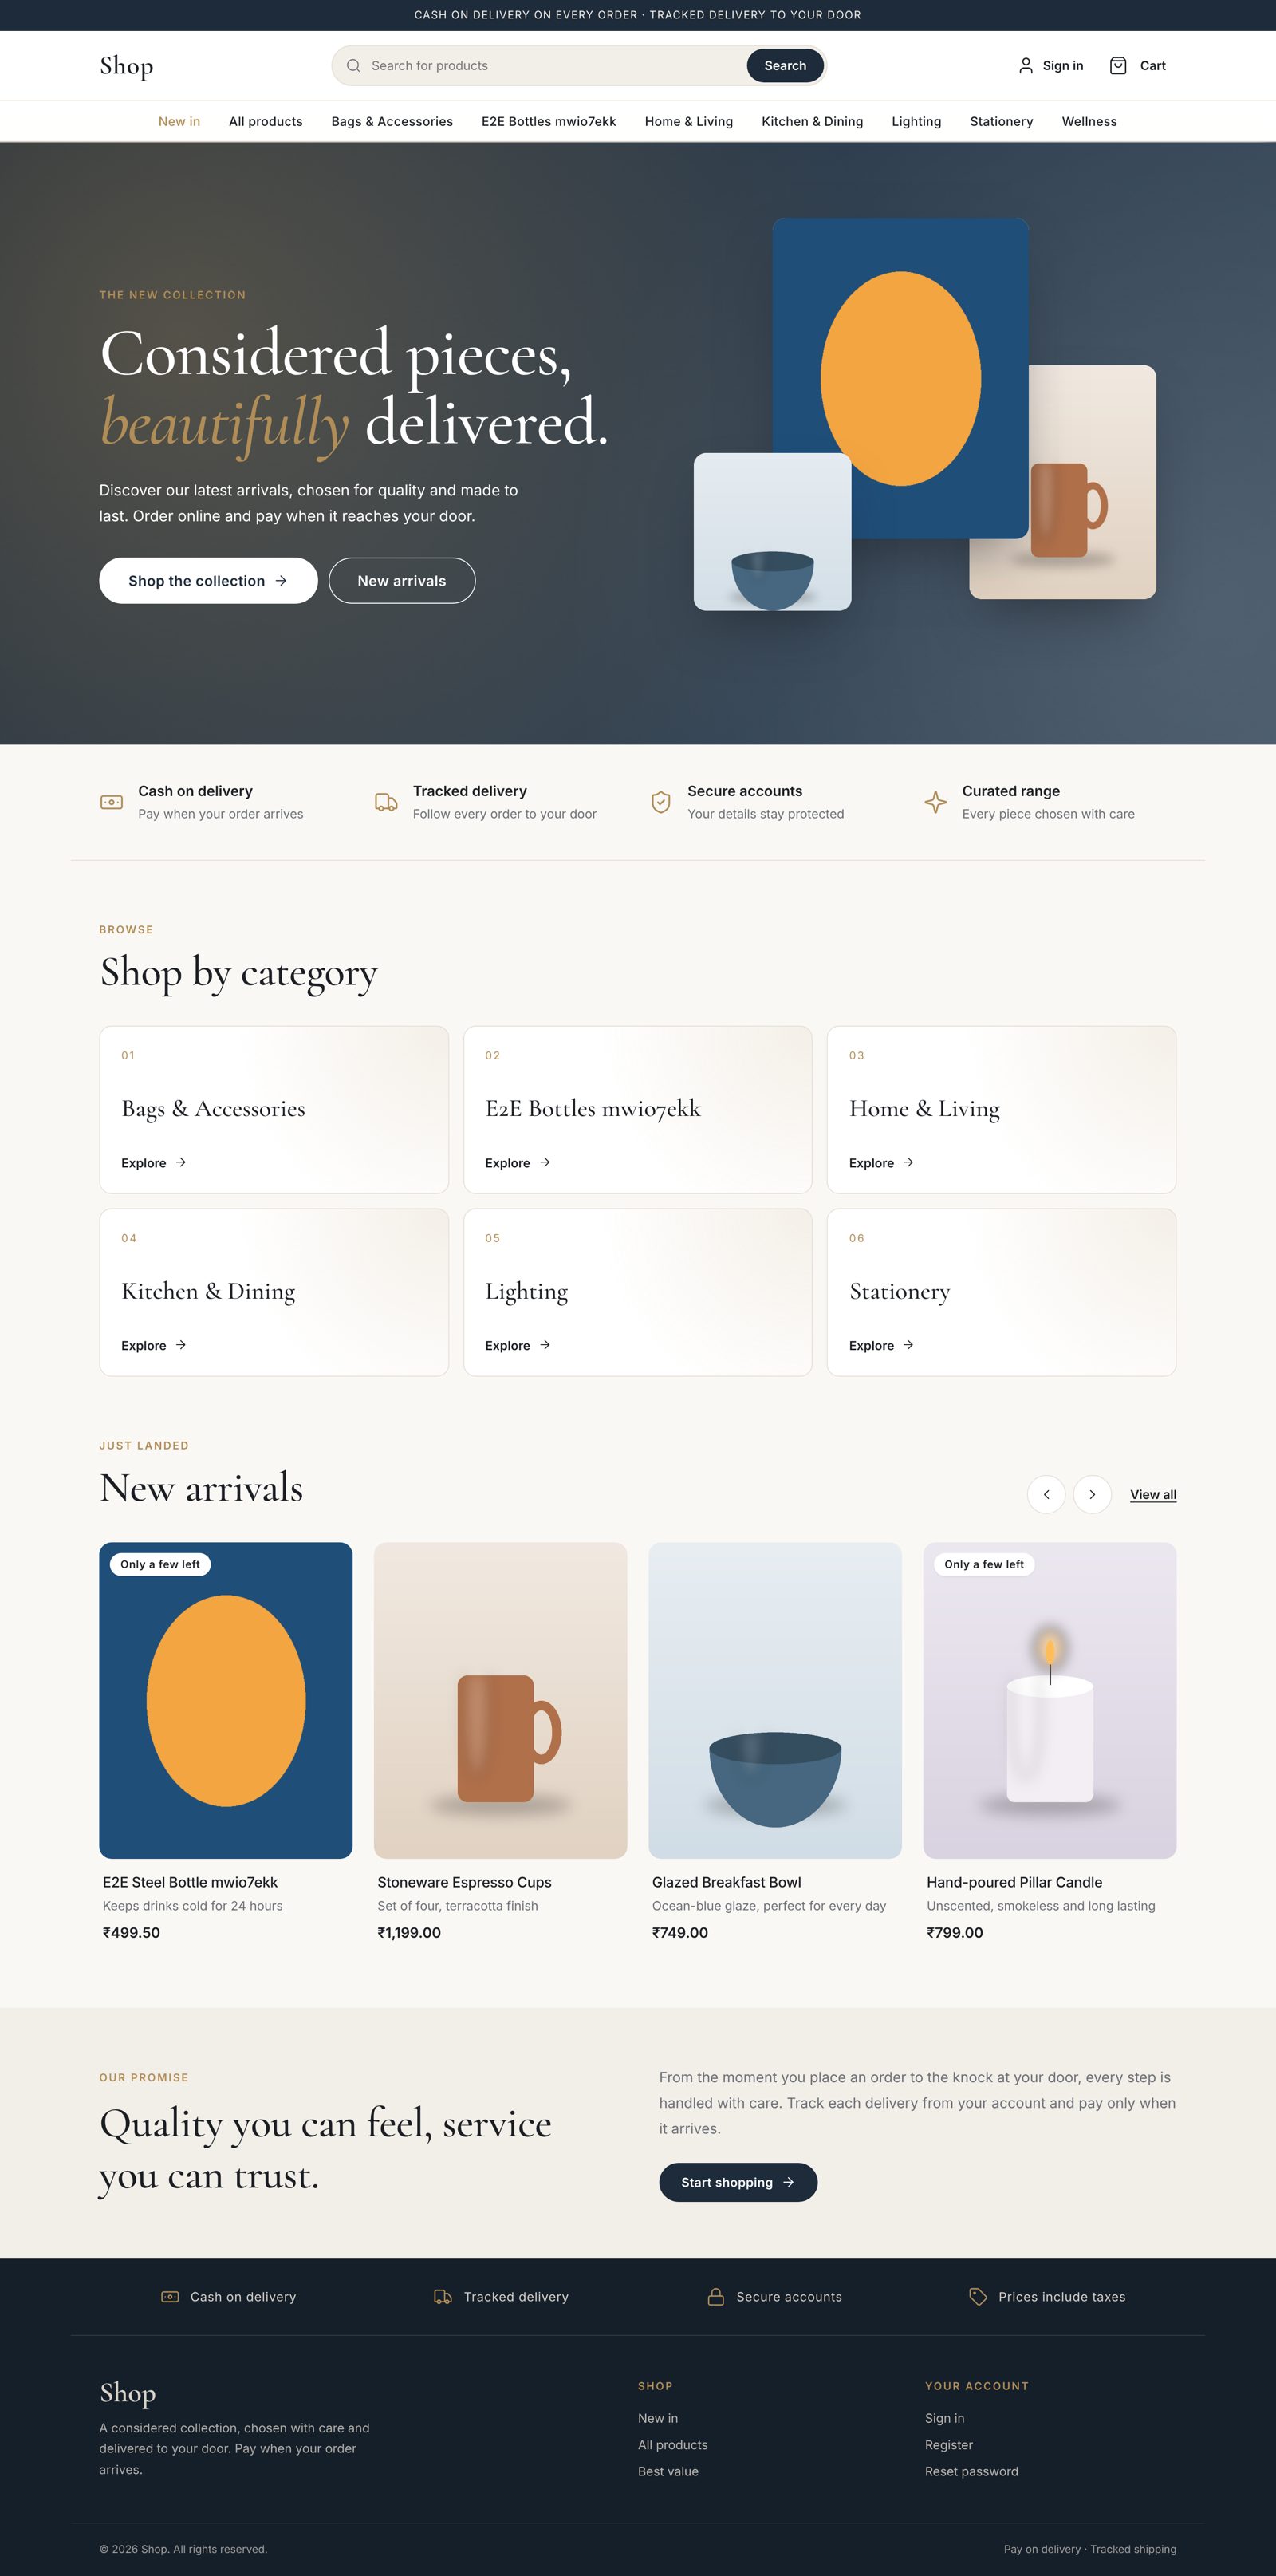 CASH ON DELIVERY ON EVERY ORDER · TRACKED DELIVERY TO YOUR DOOR
Shop
Search for products
Search
Sign in
Cart
New in
All products
Bags & Accessories
E2E Bottles mwio7ekk
Home & Living
Kitchen & Dining
Lighting
Stationery
Wellness
THE NEW COLLECTION
Considered pieces,
beautifully delivered.
Discover our latest arrivals, chosen for quality and made to
last. Order online and pay when it reaches your door.
Shop the collection
New arrivals
Cash on delivery
Pay when your order arrives
Tracked delivery
Follow every order to your door
Secure accounts
Your details stay protected
Curated range
Every piece chosen with care
BROWSE
Shop by category
01
Bags & Accessories
Explore
02
E2E Bottles mwio7ekk
Explore
03
Home & Living
Explore
04
Kitchen & Dining
Explore
05
Lighting
Explore
06
Stationery
Explore
JUST LANDED
New arrivals
View all
Only a few left
E2E Steel Bottle mwio7ekk
Keeps drinks cold for 24 hours
₹499.50
Stoneware Espresso Cups
Set of four, terracotta finish
₹1,199.00
Glazed Breakfast Bowl
Ocean-blue glaze, perfect for every day
₹749.00
Only a few left
Hand-poured Pillar Candle
Unscented, smokeless and long lasting
₹799.00
OUR PROMISE
Quality you can feel, service
you can trust.
From the moment you place an order to the knock at your door, every step is
handled with care. Track each delivery from your account and pay only when
it arrives.
Start shopping
Cash on delivery
Tracked delivery
Secure accounts
Prices include taxes
Shop
A considered collection, chosen with care and
delivered to your door. Pay when your order
arrives.
SHOP
New in
All products
Best value
YOUR ACCOUNT
Sign in
Register
Reset password
© 2026 Shop. All rights reserved.
Pay on delivery · Tracked shipping